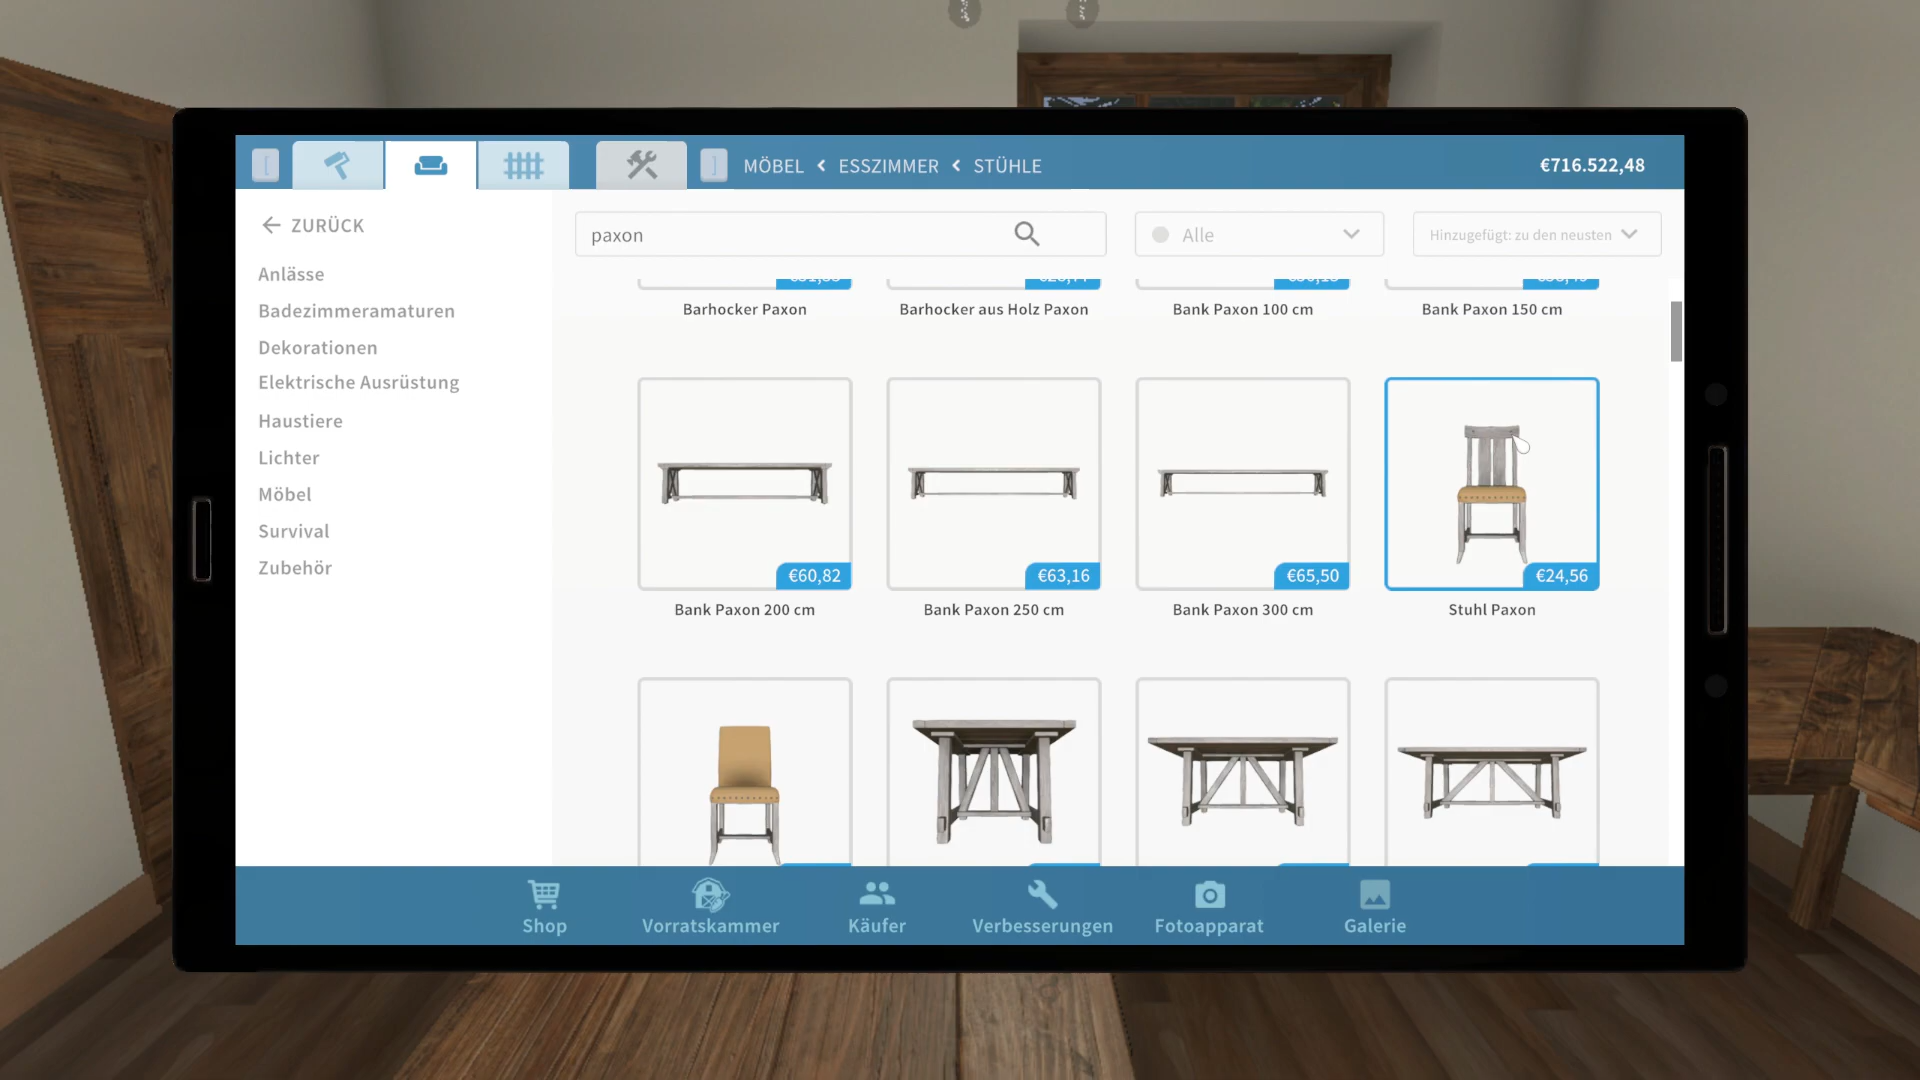 [
]
MÖBEL < ESSZIMMER < STÜHLE
€716.522,48
ZURÜCK
Anlässe
Badezimmeramaturen
Dekorationen
Elektrische Ausrüstung
Haustiere
Lichter
Möbel
Survival
Zubehör
paxon
Alle
Hinzugefügt: zu den neusten
Barhocker Paxon
Barhocker aus Holz Paxon
Bank Paxon 100 cm
Bank Paxon 150 cm
€60,82
€63,16
€65,50
€24,56
Bank Paxon 200 cm
Bank Paxon 250 cm
Bank Paxon 300 cm
Stuhl Paxon
Shop
Vorratskammer
Käufer
Verbesserungen
Fotoapparat
Galerie